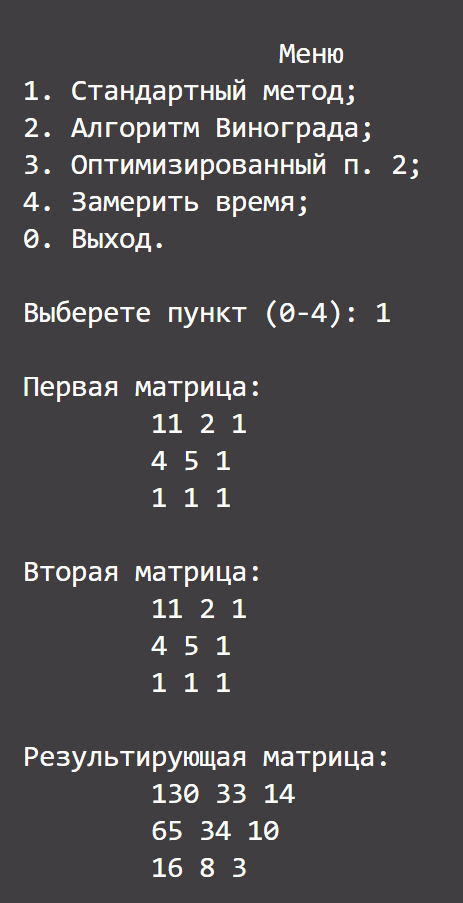 Меню
1. Стандартный метод;
2. Алгоритм Винограда;
3. Оптимизированный п. 2;
4. Замерить время;
0. Выход.
Выберете пункт (0-4): 1
Первая матрица:
11 2 1
4 5 1
1 1 1
Вторая матрица:
11 2 1
4 5 1
1 1 1
Результирующая матрица:
130 33 14
65 34 10
16 8 3